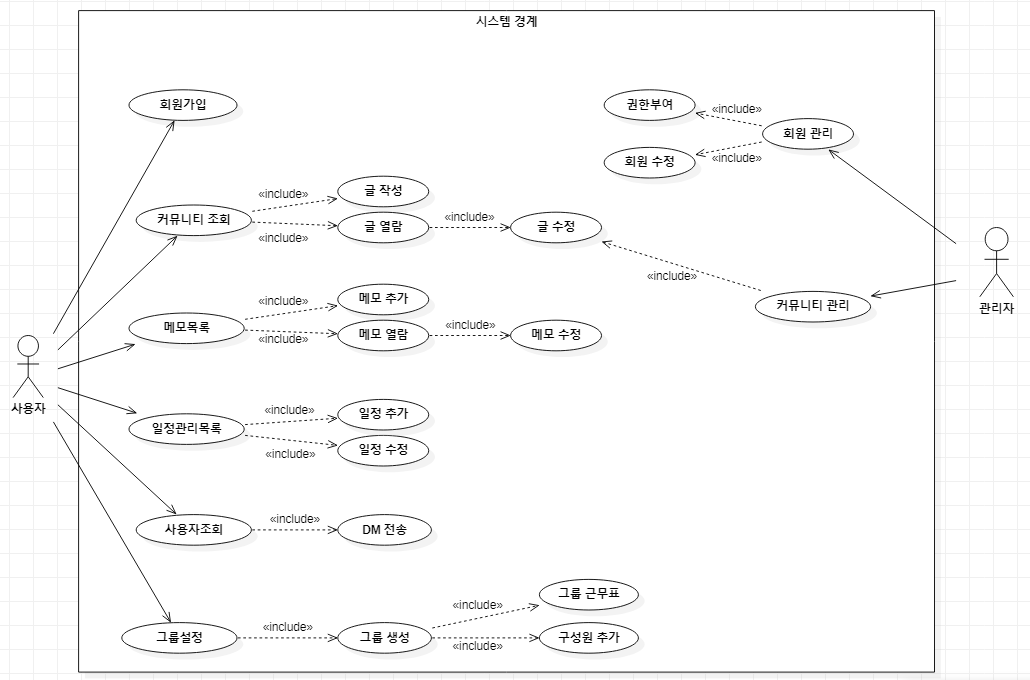 시스템 경계
회원가입
권한부여
«include»
회원 관리
회원 수정
«include»
«include»
글 작성
커뮤니티 조회
«include»
글 열람
«include»
글 수정
관리자
«include»
커뮤니티 관리
«include»
메모 추가
메모목록
«include»
메모 열람
«include»
메모 수정
사용자
«include»
일정 추가
일정관리목록
«include»
일정 수정
사용자조회
«include»
DM 전송
그룹설정
«include»
그룹 생성
«include»
그룹 근무표
«include»
구성원 추가